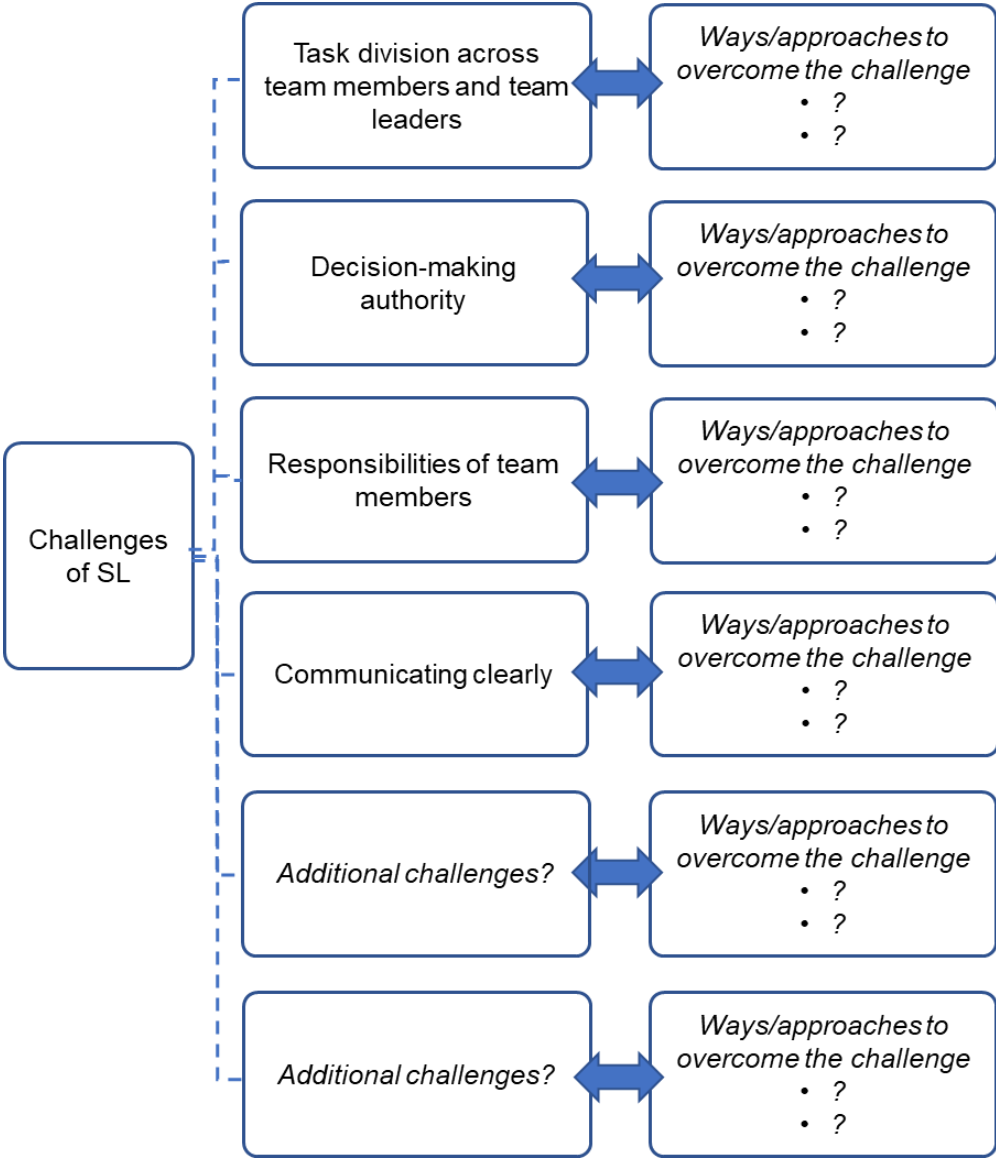 Task division across
team members and team
leaders
Ways/approaches to
overcome the challenge
• ?
• ?
Decision-making
authority
Ways/approaches to
overcome the challenge
• ?
• ?
Challenges
of SL
Responsibilities of team
members
Ways/approaches to
overcome the challenge
• ?
• ?
Communicating clearly
Ways/approaches to
overcome the challenge
• ?
• ?
Additional challenges?
Ways/approaches to
overcome the challenge
• ?
• ?
Additional challenges?
Ways/approaches to
overcome the challenge
• ?
• ?